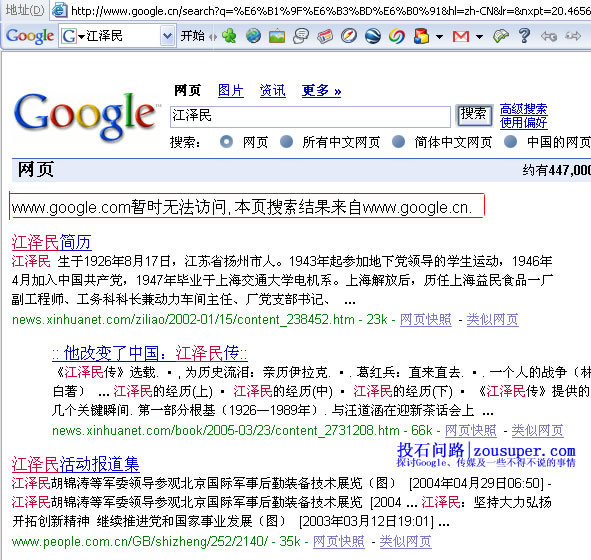 地址(D) http://www.google.cn/search?q=%E6%B1%9F%E6%B3%BD%E6%B0%91&hl=zh-CN&lr=&nxpt=20.4656
Google G 江泽民 开始
网页 图片 资讯 更多 »
Google™ 江泽民 搜索 高级搜索
使用偏好
搜索: 网页 所有中文网页 简体中文网页 中国的网页
网页 约有447,000
www.google.com暂时无法访问,本页搜索结果来自www.google.cn.
江泽民简历
江泽民 生于1926年8月17日，江苏省扬州市人。1943年起参加地下党领导的学生运动，1946年
4月加入中国共产党，1947年毕业于上海交通大学电机系。上海解放后，历任上海益民食品一厂
副工程师、工务科科长兼动力车间主任、厂党支部书记、 ...
news.xinhuanet.com/ziliao/2002-01/15/content_238452.htm - 23k - 网页快照 - 类似网页
:: 他改变了中国：江泽民传::
《江泽民传》选载. •，为历史流泪：亲历伊拉克. •. 葛红兵：直来直去. •. 一个人的战争（林
白著） ... 江泽民的经历(上) • 江泽民的经历(中) • 江泽民的经历(下) • 《江泽民传》提供的
几个关键瞬间. 第一部分根基（1926—1989年）. 与汪道涵在迎新茶话会上 ...
news.xinhuanet.com/book/2005-03/23/content_2731208.htm - 66k - 网页快照 - 类似网页
投石问路|zousuper.com
探讨Google、传媒及一些不得不说的事情
江泽民活动报道集
江泽民胡锦涛等军委领导参观北京国际军事后勤装备技术展览（图） [2004年04月29日06:50] -
江泽民胡锦涛等军委领导参观北京国际军事后勤装备技术展览 [2004 ... 江泽民：坚持大力弘扬
开拓创新精神 继续推进党和国家事业发展（图） [2003年03月12日19:01] ...
www.people.com.cn/GB/shizheng/252/2140/ - 35k - 网页快照 - 类似网页